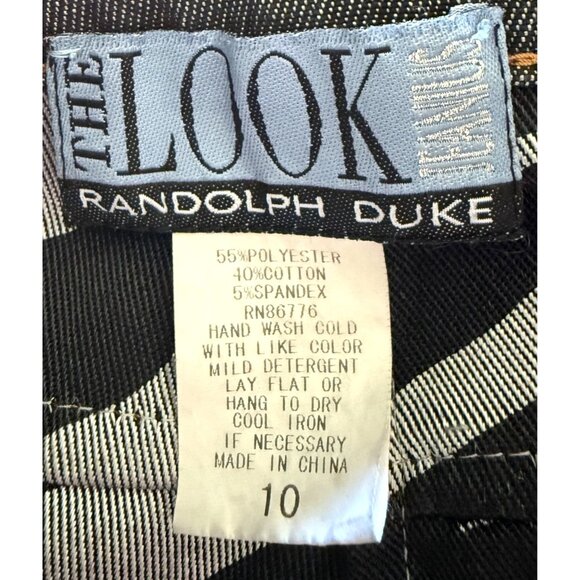 THE LOOK JEANIUS
RANDOLPH DUKE
55%POLYESTER
40%COTTON
5%SPANDEX
RN86776
HAND WASH COLD
WITH LIKE COLOR
MILD DETERGENT
LAY FLAT OR
HANG TO DRY
COOL IRON
IF NECESSARY
MADE IN CHINA
10